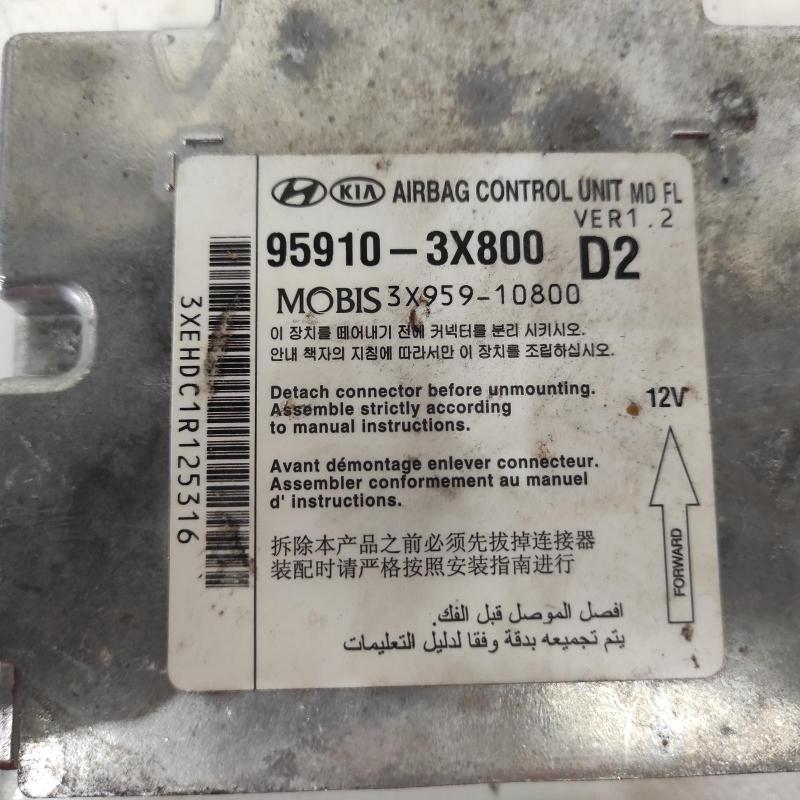 KIA AIRBAG CONTROL UNIT MD FL
VER1.2
95910-3X800 D2
MOBIS 3X959-10800
이 장치를 떼어내기 전에 커넥터를 분리 시키시오.
안내 책자의 지침에 따라서만 이 장치를 조립하십시오.
Detach connector before unmounting.
Assemble strictly according
to manual instructions.
12V
Avant démontage enlever connecteur.
Assembler conformement au manuel
d' instructions.
FORWARD
拆除本产品之前必须先拔掉连接器
装配时请严格按照安装指南进行
افصل الموصل قبل الفك.
يتم تجميعه بدقة وفقا لدليل التعليمات
3XEHDC1R125316